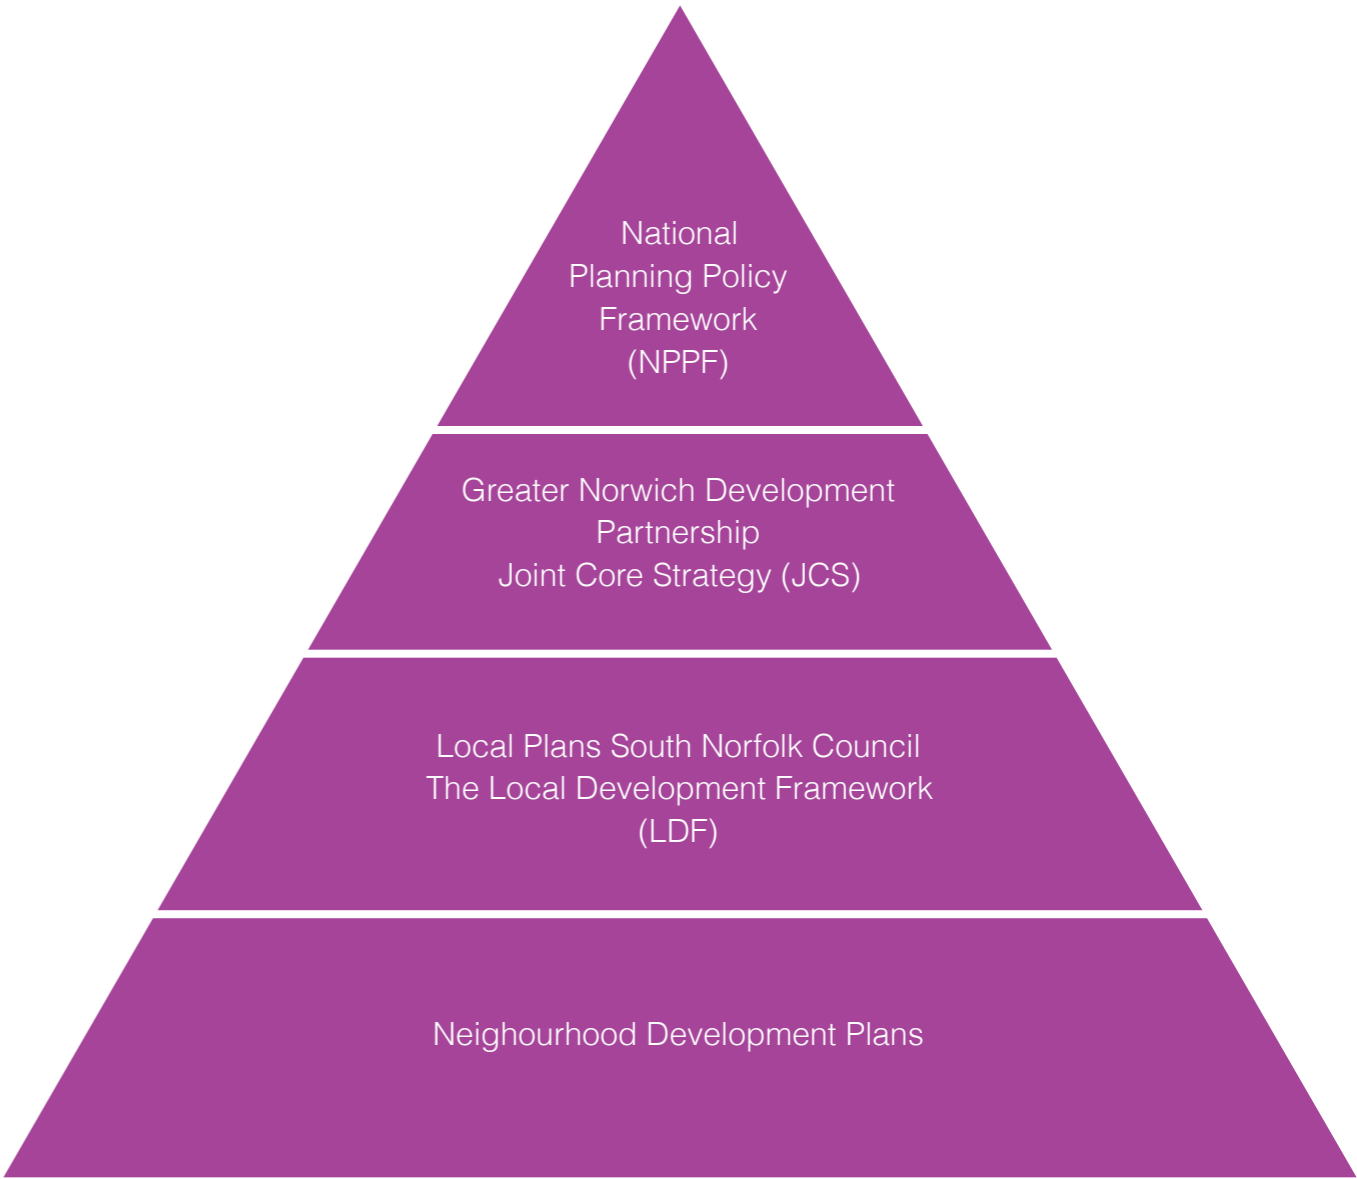 National
Planning Policy
Framework
(NPPF)
Greater Norwich Development
Partnership
Joint Core Strategy (JCS)
Local Plans South Norfolk Council
The Local Development Framework
(LDF)
Neighourhood Development Plans